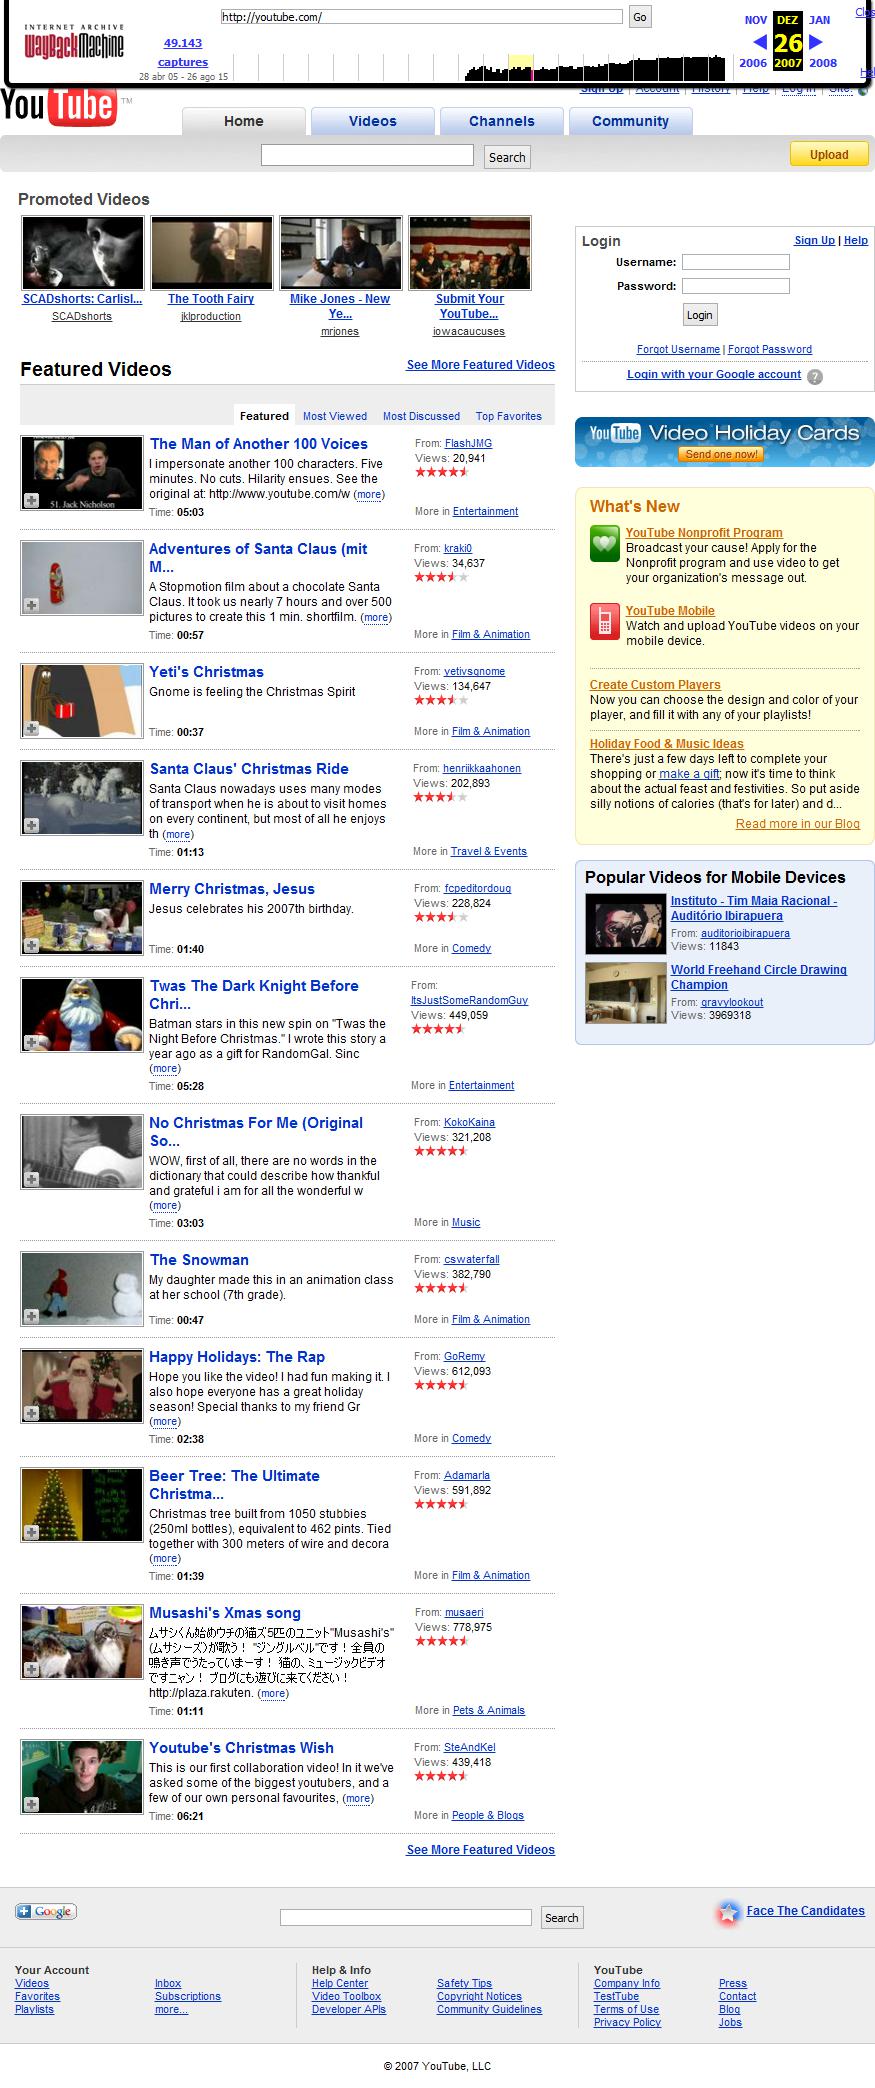 INTERNET ARCHIVE
WayBackMachine
http://youtube.com/
Go
49.143
captures
28 abr 05 - 26 ago 15
NOV DEZ JAN
26
2006 2007 2008
YouTube TM
Sign Up | Account | History | Help | Log In | Site:
Home Videos Channels Community
Search
Upload
Promoted Videos
SCADshorts: Carlisl...
SCADshorts
The Tooth Fairy
jklproduction
Mike Jones - New
Ye...
mrjones
Submit Your
YouTube...
iowacaucuses
Login
Sign Up | Help
Username:
Password:
Login
Forgot Username | Forgot Password
Login with your Google account ?
Featured Videos
See More Featured Videos
Featured Most Viewed Most Discussed Top Favorites
51. Jack Nicholson
The Man of Another 100 Voices
I impersonate another 100 characters. Five
minutes. No cuts. Hilarity ensues. See the
original at: http://www.youtube.com/w (more)
Time: 05:03
From: FlashJMG
Views: 20,941
More in Entertainment
Adventures of Santa Claus (mit
M...
A Stopmotion film about a chocolate Santa
Claus. It took us nearly 7 hours and over 500
pictures to create this 1 min. shortfilm. (more)
Time: 00:57
From: kraki0
Views: 34,637
More in Film & Animation
Yeti's Christmas
Gnome is feeling the Christmas Spirit
Time: 00:37
From: yetivsgnome
Views: 134,647
More in Film & Animation
Santa Claus' Christmas Ride
Santa Claus nowadays uses many modes
of transport when he is about to visit homes
on every continent, but most of all he enjoys
th (more)
Time: 01:13
From: henriikkaahonen
Views: 202,893
More in Travel & Events
Merry Christmas, Jesus
Jesus celebrates his 2007th birthday.
Time: 01:40
From: fcpeditordoug
Views: 228,824
More in Comedy
Twas The Dark Knight Before
Chri...
Batman stars in this new spin on "Twas the
Night Before Christmas." I wrote this story a
year ago as a gift for RandomGal. Sinc
(more)
Time: 05:28
From:
ItsJustSomeRandomGuy
Views: 449,059
More in Entertainment
No Christmas For Me (Original
So...
WOW, first of all, there are no words in the
dictionary that could describe how thankful
and grateful i am for all the wonderful w
(more)
Time: 03:03
From: KokoKaina
Views: 321,208
More in Music
The Snowman
My daughter made this in an animation class
at her school (7th grade).
Time: 00:47
From: cswaterfall
Views: 382,790
More in Film & Animation
Happy Holidays: The Rap
Hope you like the video! I had fun making it. I
also hope everyone has a great holiday
season! Special thanks to my friend Gr
(more)
Time: 02:38
From: GoRemy
Views: 612,093
More in Comedy
Beer Tree: The Ultimate
Christma...
Christmas tree built from 1050 stubbies
(250ml bottles), equivalent to 462 pints. Tied
together with 300 meters of wire and decora
(more)
Time: 01:39
From: Adamarla
Views: 591,892
More in Film & Animation
Musashi's Xmas song
ムサシくん始めウチの猫ズ5匹のユニット"Musashi's"
(ムサシーズ)が歌う！ "ジングルベル"です！全員の
鳴き声でうたっていまーす！ 猫の、ミュージックビデオ
ですニャン！ ブログにも遊びに来てください！
http://plaza.rakuten. (more)
Time: 01:11
From: musaeri
Views: 778,975
More in Pets & Animals
Youtube's Christmas Wish
This is our first collaboration video! In it we've
asked some of the biggest youtubers, and a
few of our own personal favourites, (more)
Time: 06:21
From: SteAndKel
Views: 439,418
More in People & Blogs
See More Featured Videos
YouTube Video Holiday Cards
Send one now!
What's New
YouTube Nonprofit Program
Broadcast your cause! Apply for the
Nonprofit program and use video to get
your organization's message out.
YouTube Mobile
Watch and upload YouTube videos on your
mobile device.
Create Custom Players
Now you can choose the design and color of your
player, and fill it with any of your playlists!
Holiday Food & Music Ideas
There's just a few days left to complete your
shopping or make a gift; now it's time to think
about the actual feast and festivities. So put aside
silly notions of calories (that's for later) and d...
Read more in our Blog
Popular Videos for Mobile Devices
Instituto - Tim Maia Racional -
Auditório Ibirapuera
From: auditorioibirapuera
Views: 11843
World Freehand Circle Drawing
Champion
From: gravylookout
Views: 3969318
Google
Search
Face The Candidates
Your Account
Videos
Favorites
Playlists
Inbox
Subscriptions
more...
Help & Info
Help Center
Video Toolbox
Developer APIs
Safety Tips
Copyright Notices
Community Guidelines
YouTube
Company Info
TestTube
Terms of Use
Privacy Policy
Press
Contact
Blog
Jobs
© 2007 YouTube, LLC